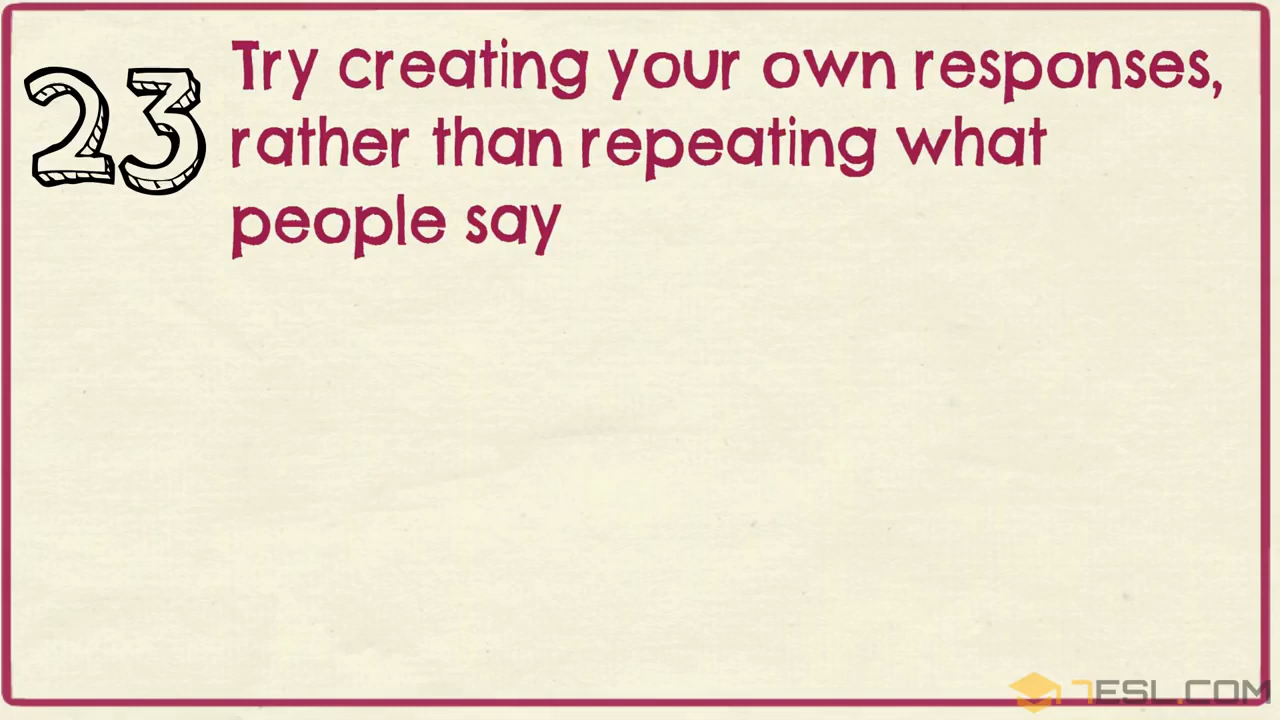 23
Try creating your own responses,
rather than repeating what
people say
7ESL.COM